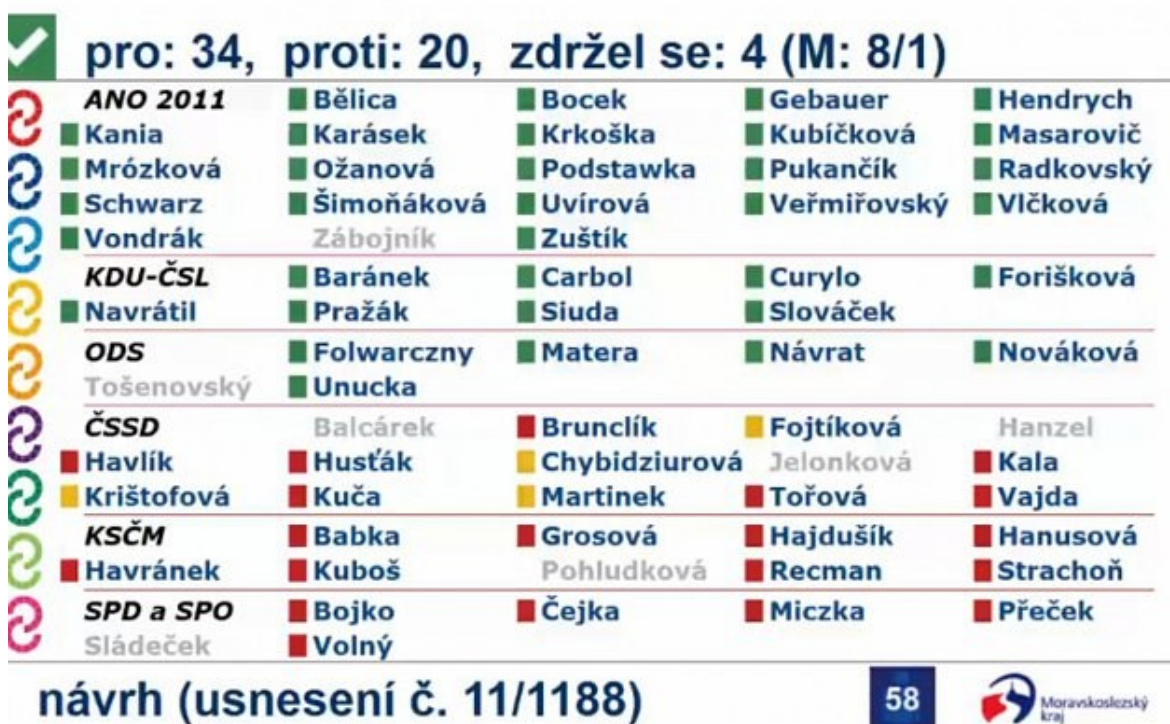 pro: 34, proti: 20, zdržel se: 4 (M: 8/1)
ANO 2011 Bělica Bocek Gebauer Hendrych
Kania Karásek Krkoška Kubíčková Masarovič
Mrózková Ožanová Podstawka Pukančík Radkovský
Schwarz Šimoňáková Uvírová Veřmiřovský Vlčková
Vondrák Zábojník Zuštík
KDU-ČSL Baránek Carbol Curylo Forišková
Navrátil Pražák Siuda Slováček
ODS Folwarczny Matera Návrat Nováková
Tošenovský Unucka
ČSSD Balcárek Brunclík Fojtíková Hanzel
Havlík Husťák Chybidziurová Jelonková Kala
Krištofová Kuča Martinek Tořová Vajda
KSČM Babka Grosová Hajdušík Hanusová
Havránek Kuboš Pohludková Recman Strachoň
SPD a SPO Bojko Čejka Miczka Přeček
Sládeček Volný
návrh (usnesení č. 11/1188) 58 Moravskoslezský
kraj